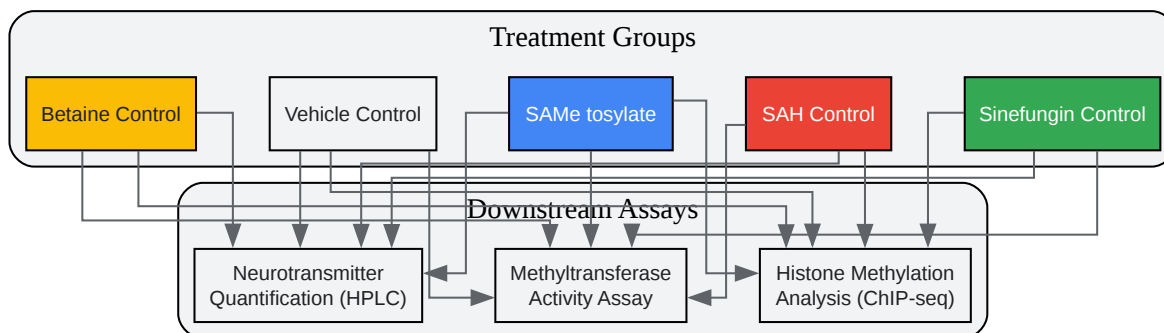 Treatment Groups
Betaine Control
Vehicle Control
SAMe tosylate
SAH Control
Sinefungin Control
Downstream Assays
Neurotransmitter
Quantification (HPLC)
Methyltransferase
Activity Assay
Histone Methylation
Analysis (ChIP-seq)